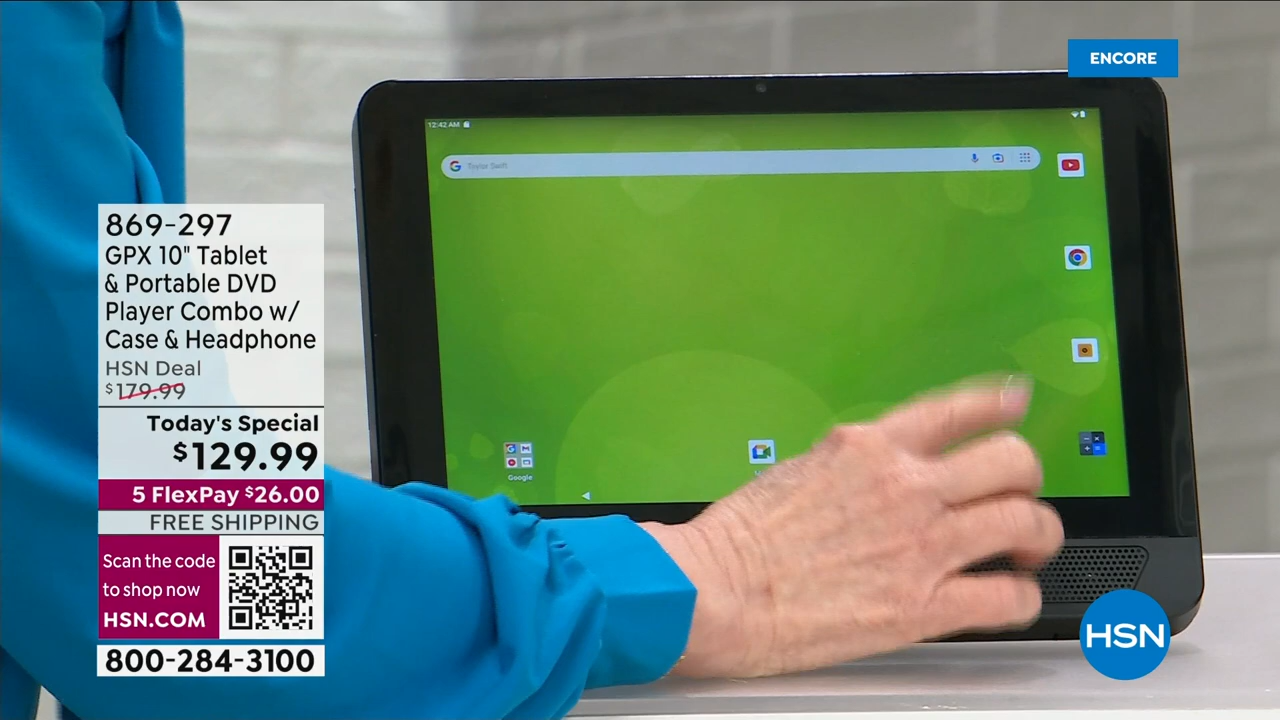 ENCORE
12:42 AM
Taylor Swift
869-297
GPX 10" Tablet
& Portable DVD
Player Combo w/
Case & Headphone
HSN Deal
$179.99
Today's Special
$129.99
5 FlexPay $26.00
FREE SHIPPING
Scan the code
to shop now
HSN.COM
800-284-3100
Google
HSN